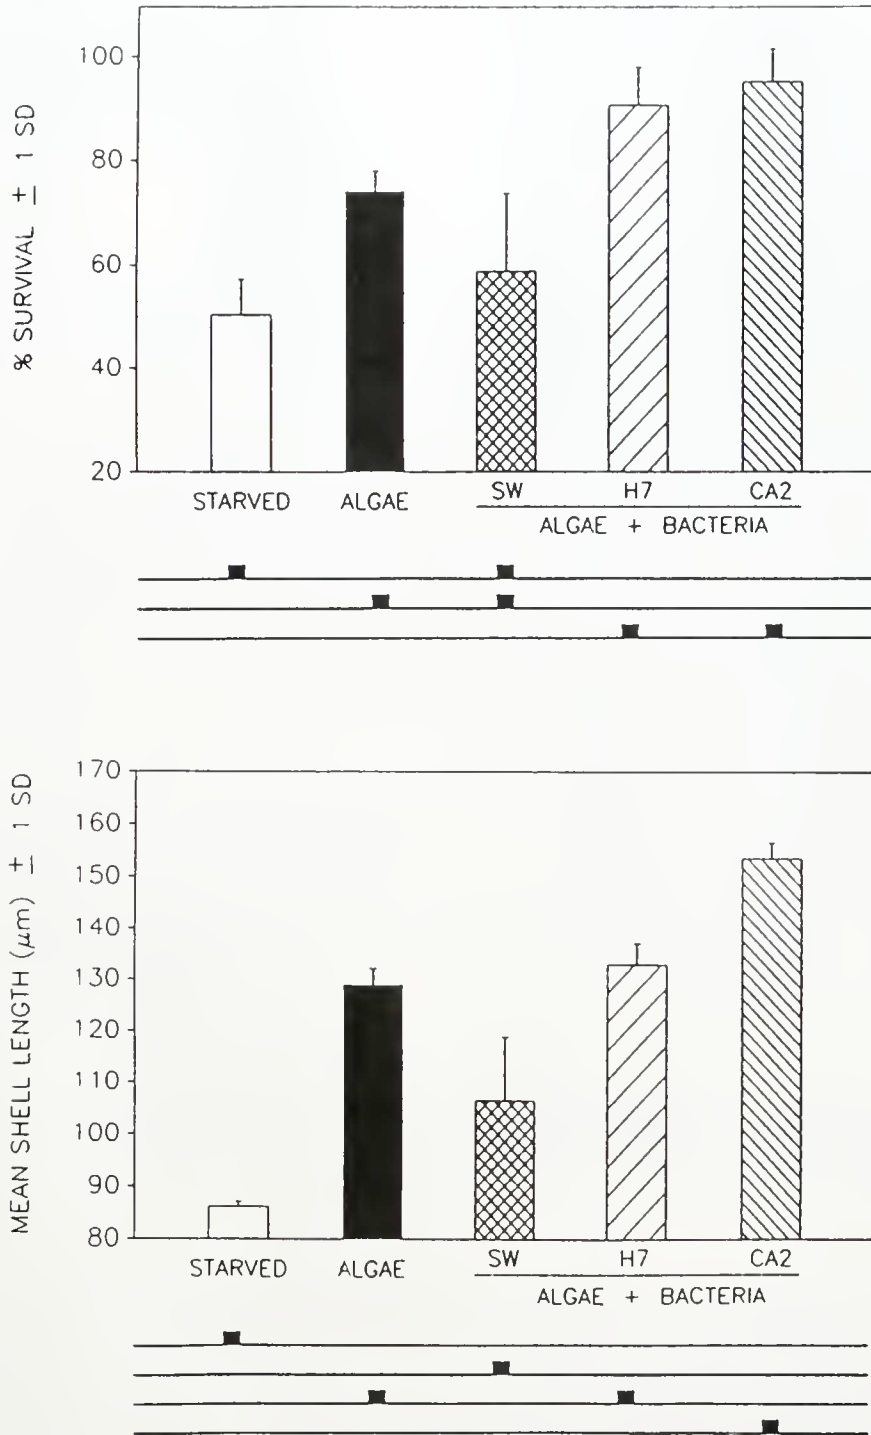 % SURVIVAL ± 1 SD
100
80
60
40
20
STARVED ALGAE SW H7 CA2
ALGAE + BACTERIA
MEAN SHELL LENGTH (μm) ± 1 SD
170
160
150
140
130
120
110
100
90
80
STARVED ALGAE SW H7 CA2
ALGAE + BACTERIA